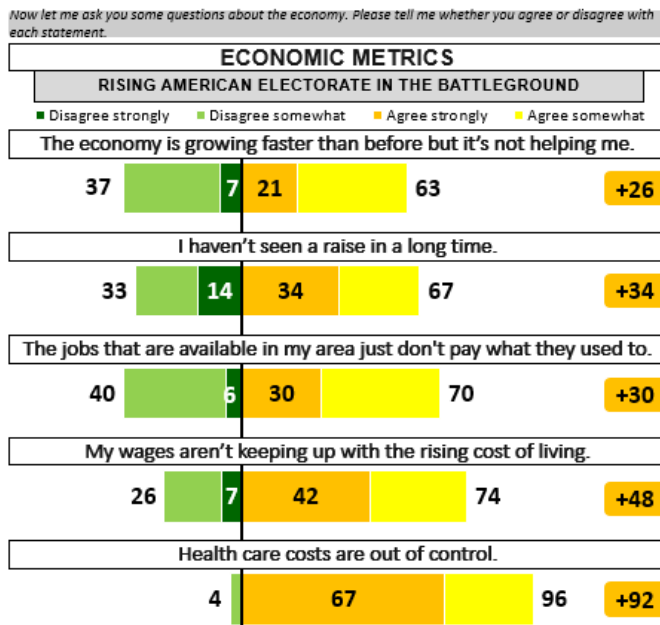 Now let me ask you some questions about the economy. Please tell me whether you agree or disagree with
each statement.
ECONOMIC METRICS
RISING AMERICAN ELECTORATE IN THE BATTLEGROUND
Disagree strongly Disagree somewhat Agree strongly Agree somewhat
The economy is growing faster than before but it's not helping me.
37 7 21 63 +26
I haven't seen a raise in a long time.
33 14 34 67 +34
The jobs that are available in my area just don't pay what they used to.
40 6 30 70 +30
My wages aren't keeping up with the rising cost of living.
26 7 42 74 +48
Health care costs are out of control.
4 67 96 +92